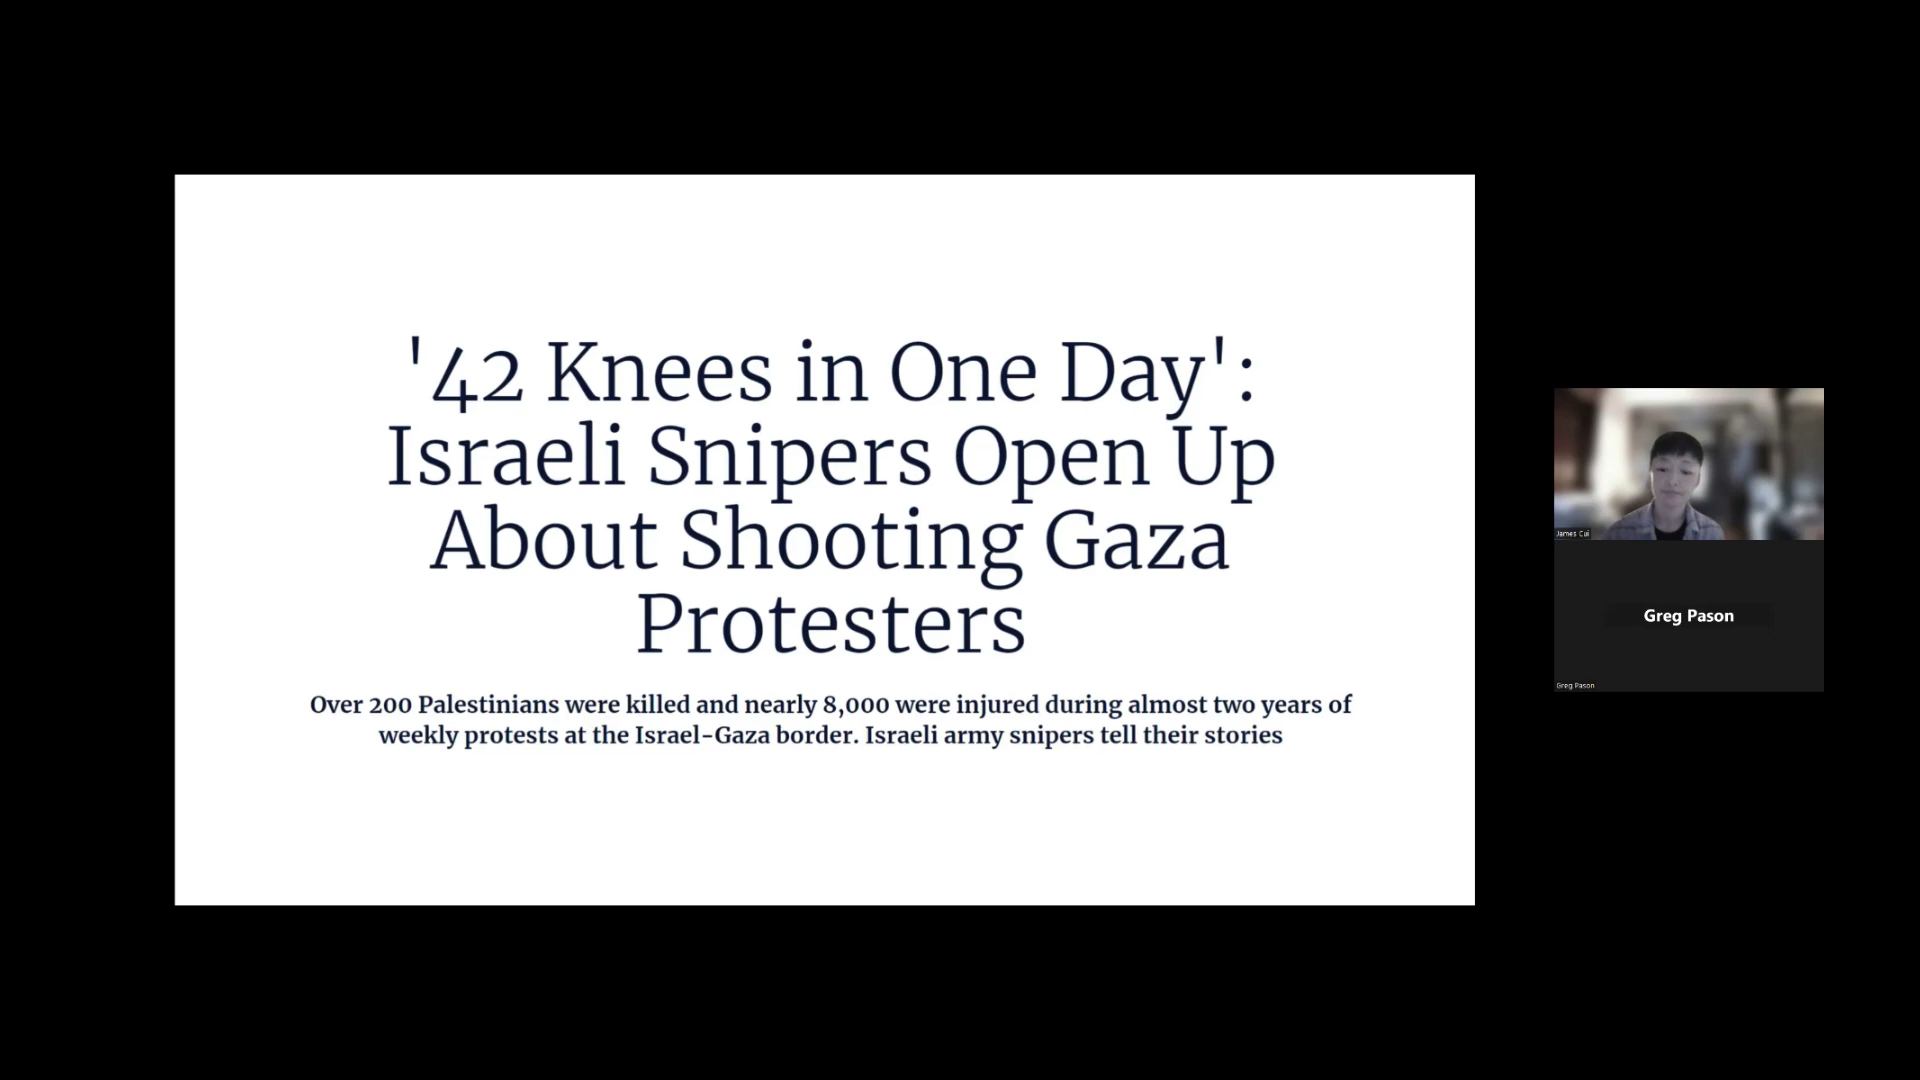 '42 Knees in One Day':
Israeli Snipers Open Up
About Shooting Gaza
Protesters
Over 200 Palestinians were killed and nearly 8,000 were injured during almost two years of
weekly protests at the Israel-Gaza border. Israeli army snipers tell their stories
James Cui
Greg Pason
Greg Pason